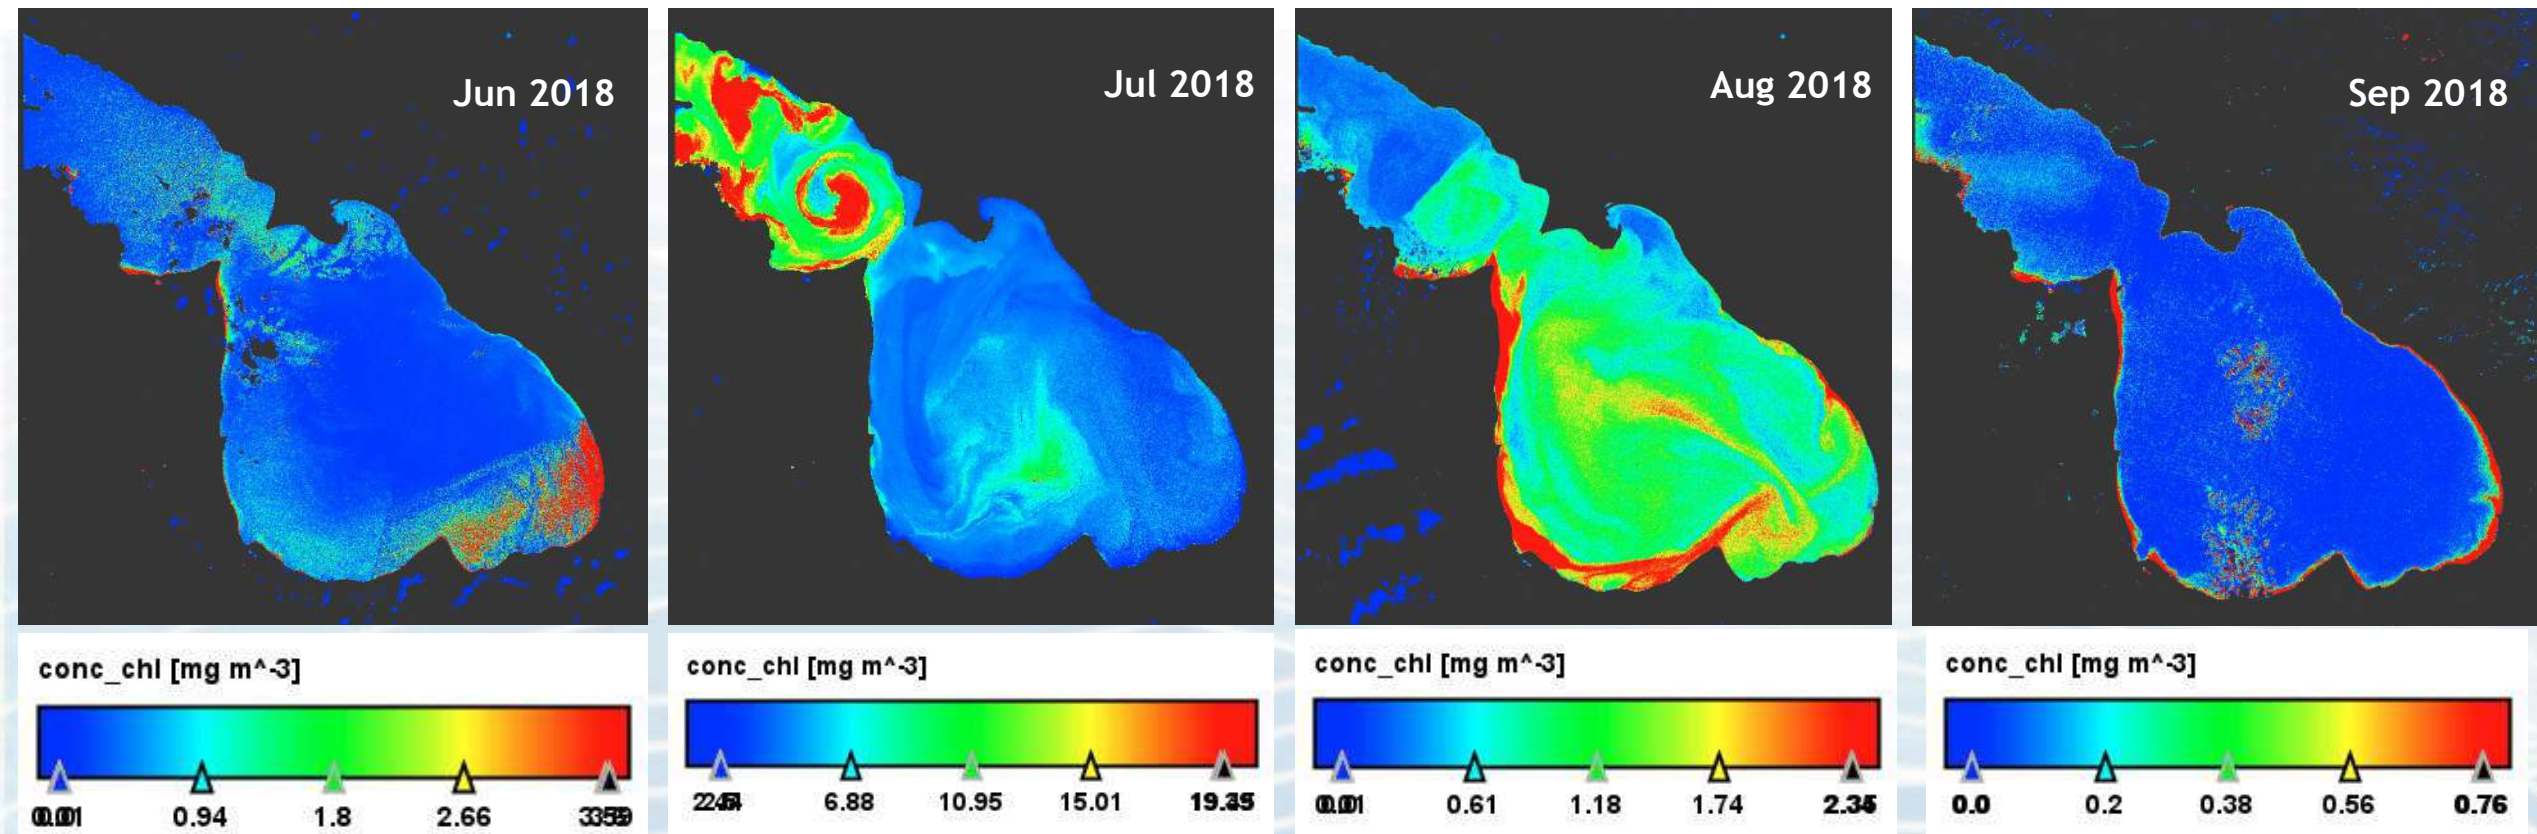 Jun 2018
Jul 2018
Aug 2018
Sep 2018
conc_chl [mg m^-3]
0.94 1.8 2.66
conc_chl [mg m^-3]
6.88 10.95 15.01
conc_chl [mg m^-3]
0.61 1.18 1.74
conc_chl [mg m^-3]
0.0 0.2 0.38 0.56 0.76